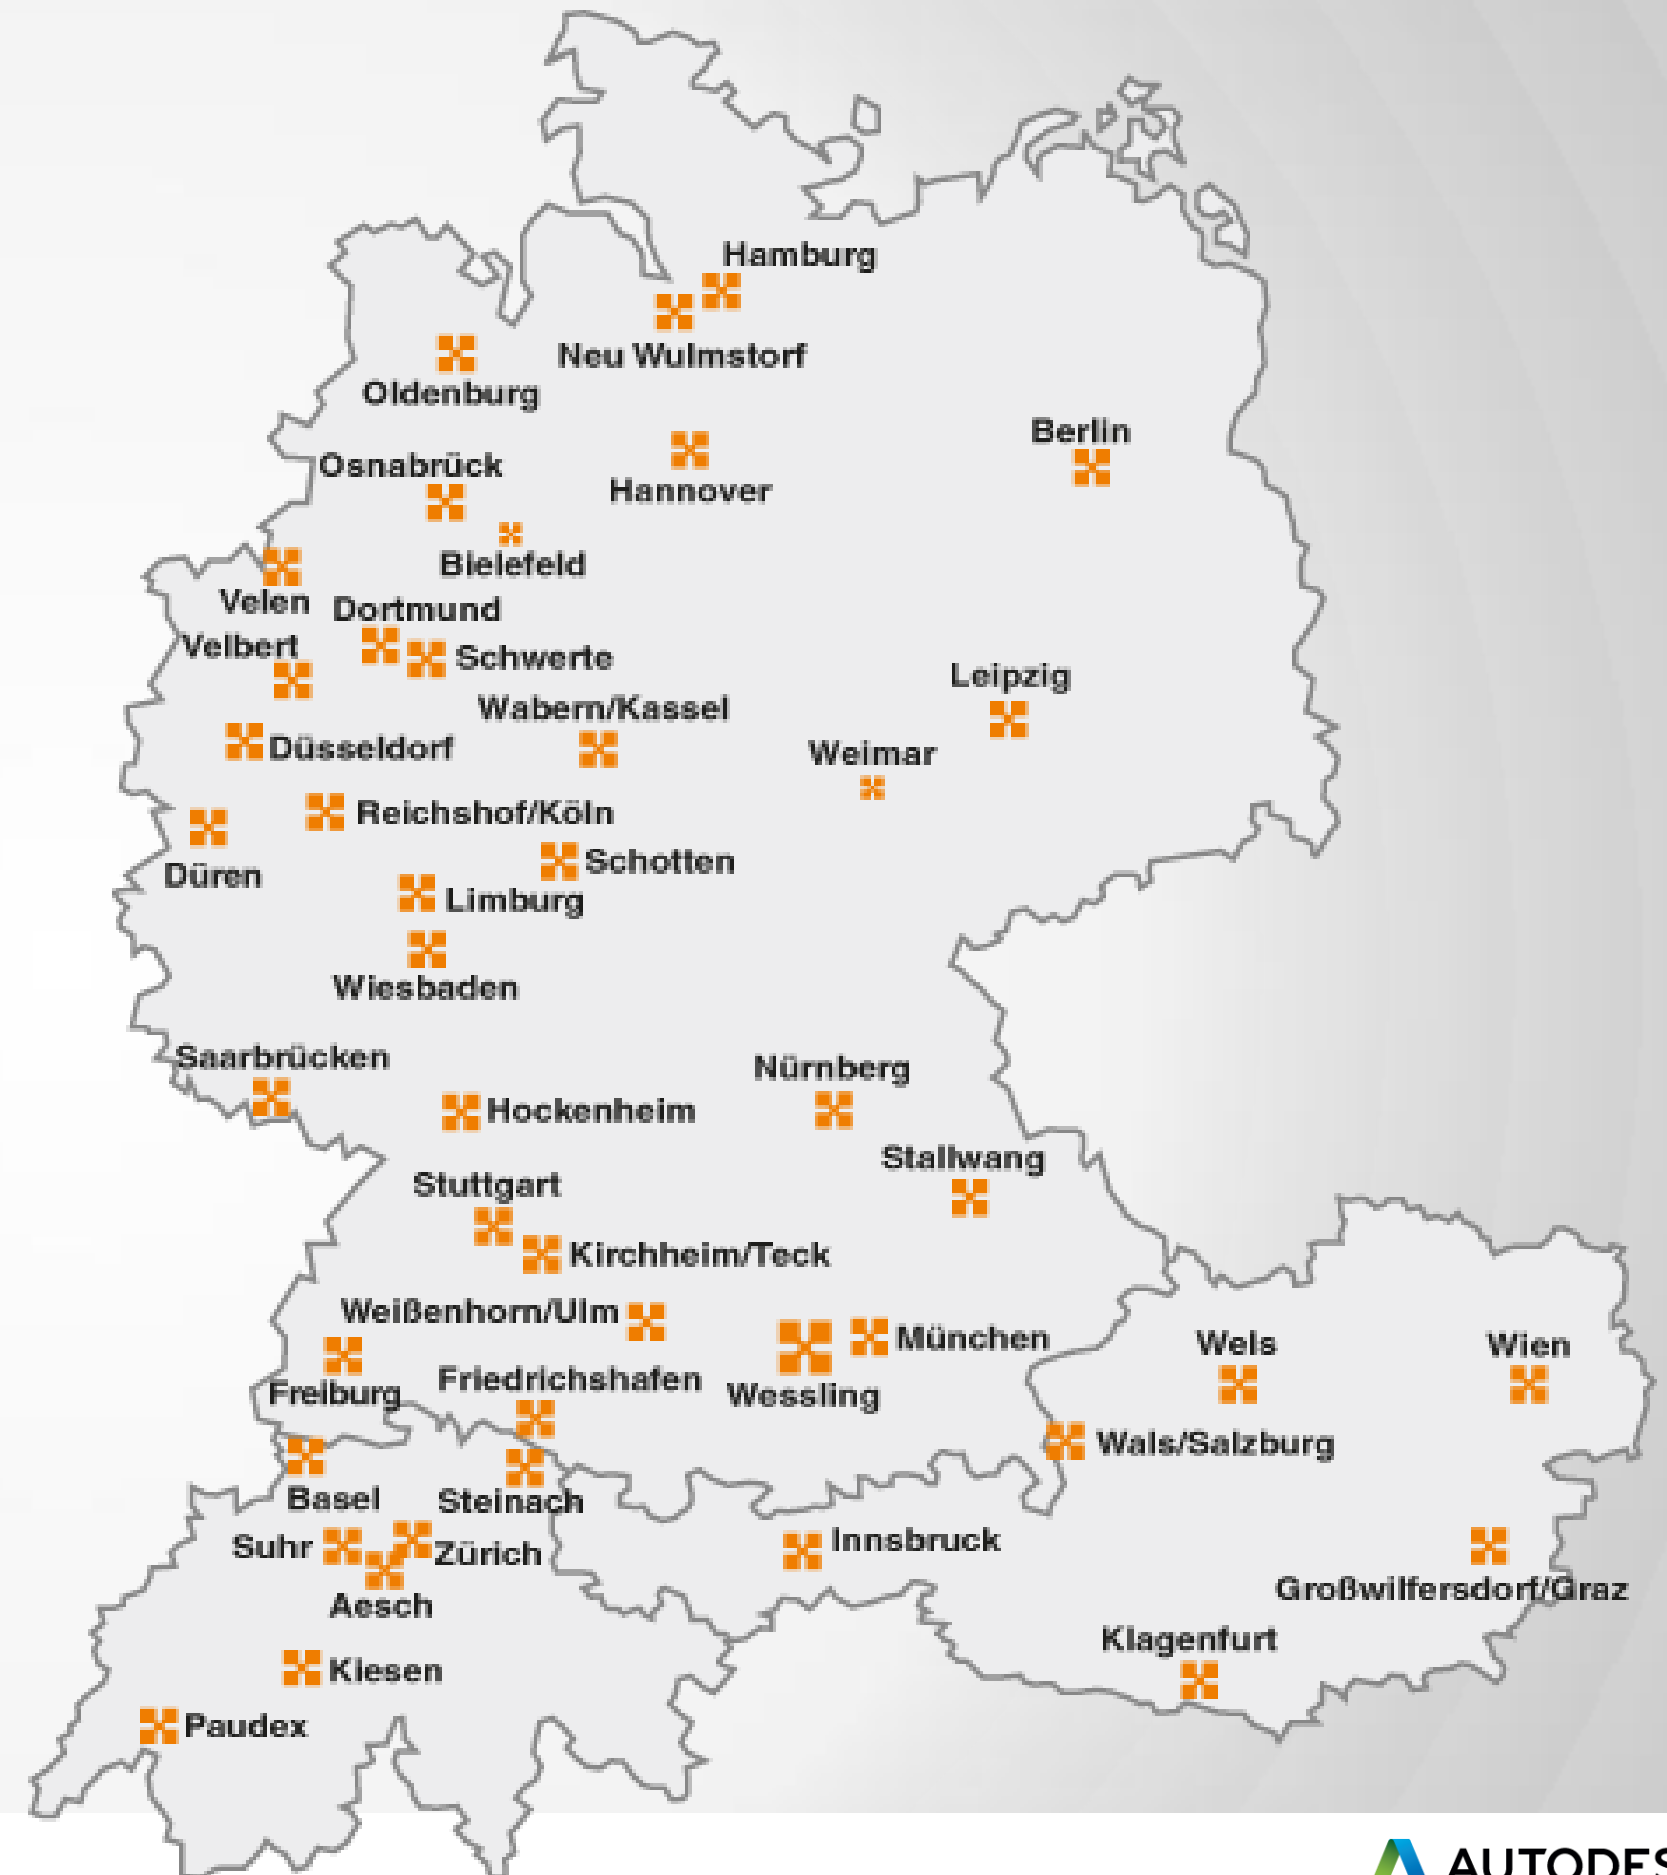 Hamburg
Neu Wulmstorf
Oldenburg
Berlin
Osnabrück
Hannover
Bielefeld
Velen
Dortmund
Velbert
Schwerte
Leipzig
Wabern/Kassel
Düsseldorf
Weimar
Reichshof/Köln
Schotten
Düren
Limburg
Wiesbaden
Saarbrücken
Nürnberg
Hockenheim
Stallwang
Stuttgart
Kirchheim/Teck
Weißenhorn/Ulm
München
Wels
Wien
Friedrichshafen
Freiburg
Wessling
Wals/Salzburg
Basel
Steinach
Innsbruck
Suhr
Zürich
Großwilfersdorf/Graz
Aesch
Klagenfurt
Kiesen
Paudex
AUTODES